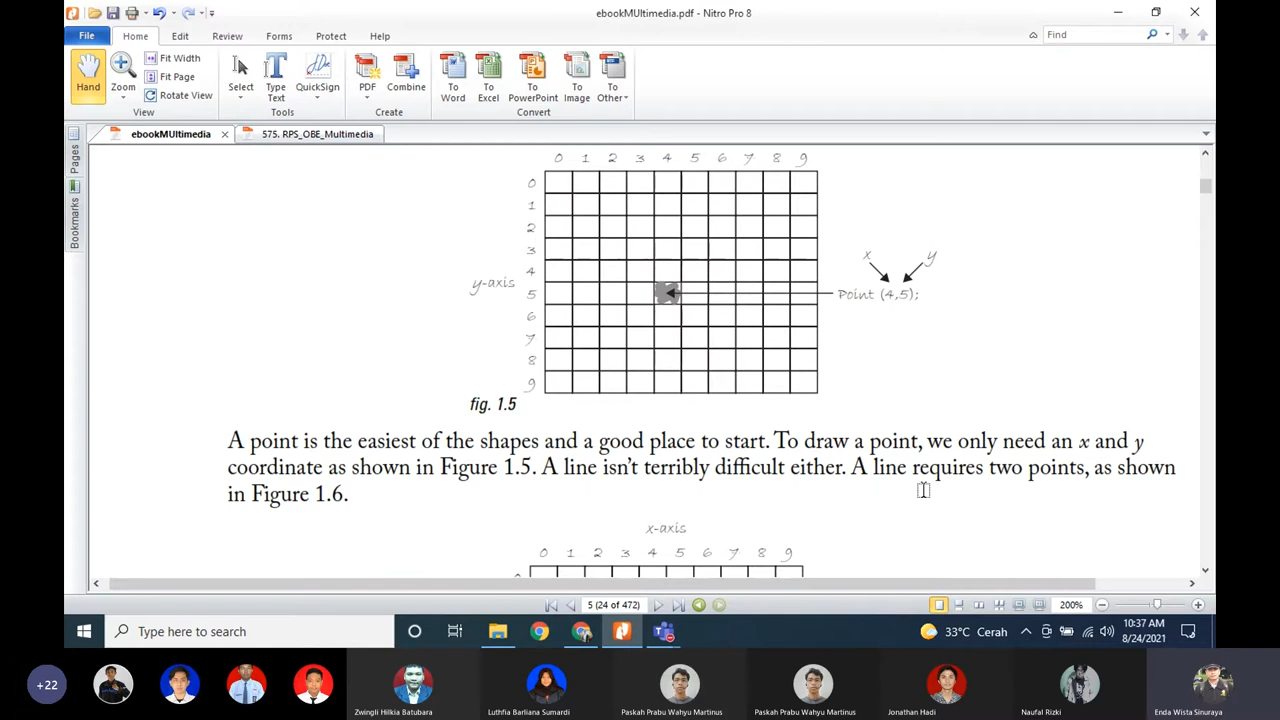 ebookMUltimedia.pdf - Nitro Pro 8
File Home Edit Review Forms Protect Help Find
Hand Zoom Fit Width Fit Page Rotate View Select Type Text QuickSign PDF Combine To Word To Excel To PowerPoint To Image To Other
View Tools Create Convert
ebookMUltimedia 575. RPS_OBE_Multimedia
Pages
Bookmarks
0 1 2 3 4 5 6 7 8 9
0
1
2
3
4
5
6
7
8
9
y-axis
x y
Point (4,5);
fig. 1.5
A point is the easiest of the shapes and a good place to start. To draw a point, we only need an x and y
coordinate as shown in Figure 1.5. A line isn't terribly difficult either. A line requires two points, as shown
in Figure 1.6.
x-axis
0 1 2 3 4 5 6 7 8 9
5 (24 of 472) 200%
Type here to search 33°C Cerah 10:37 AM
8/24/2021
+22
Zwingli Hilkia Batubara Luthfia Barliana Sumardi Paskah Prabu Wahyu Martinus Paskah Prabu Wahyu Martinus Jonathan Hadi Naufal Rizki Enda Wista Sinuraya